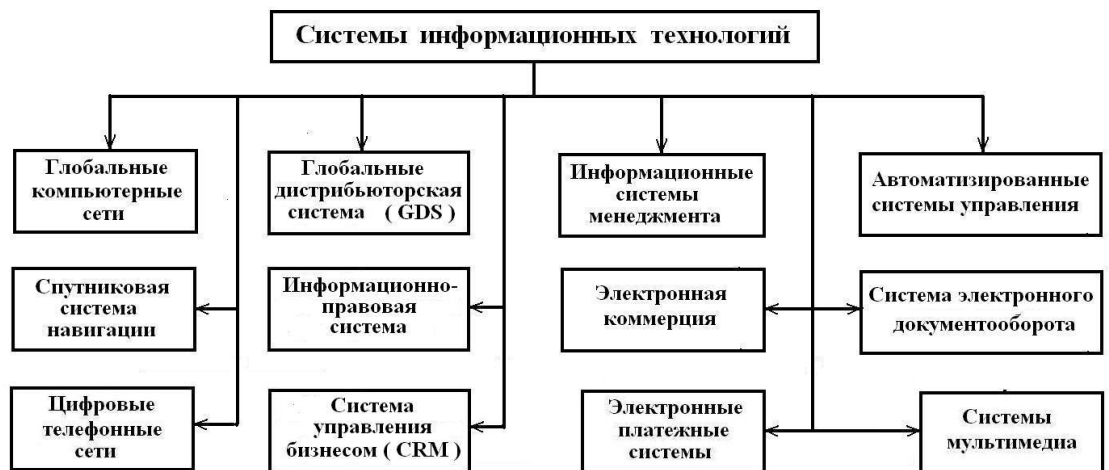 Системы информационных технологий
Глобальные
компьютерные
сети
Глобальные
дистрибьюторская
система ( GDS )
Информационные
системы
менеджмента
Автоматизированные
системы управления
Спутниковая
система
навигации
Информационно-
правовая
система
Электронная
коммерция
Система электронного
документооборота
Цифровые
телефонные
сети
Система
управления
бизнесом ( CRM )
Электронные
платежные
системы
Системы
мультимедиа